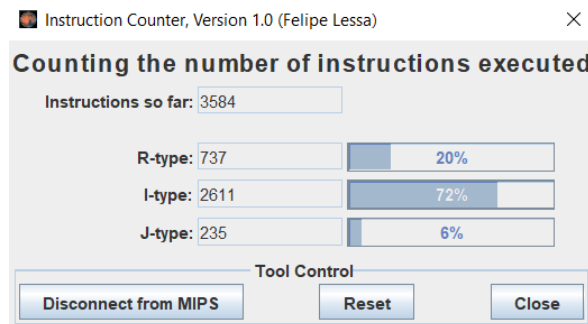 Instruction Counter, Version 1.0 (Felipe Lessa)
Counting the number of instructions executed
Instructions so far: 3584
R-type: 737 20%
I-type: 2611 72%
J-type: 235 6%
Tool Control
Disconnect from MIPS Reset Close